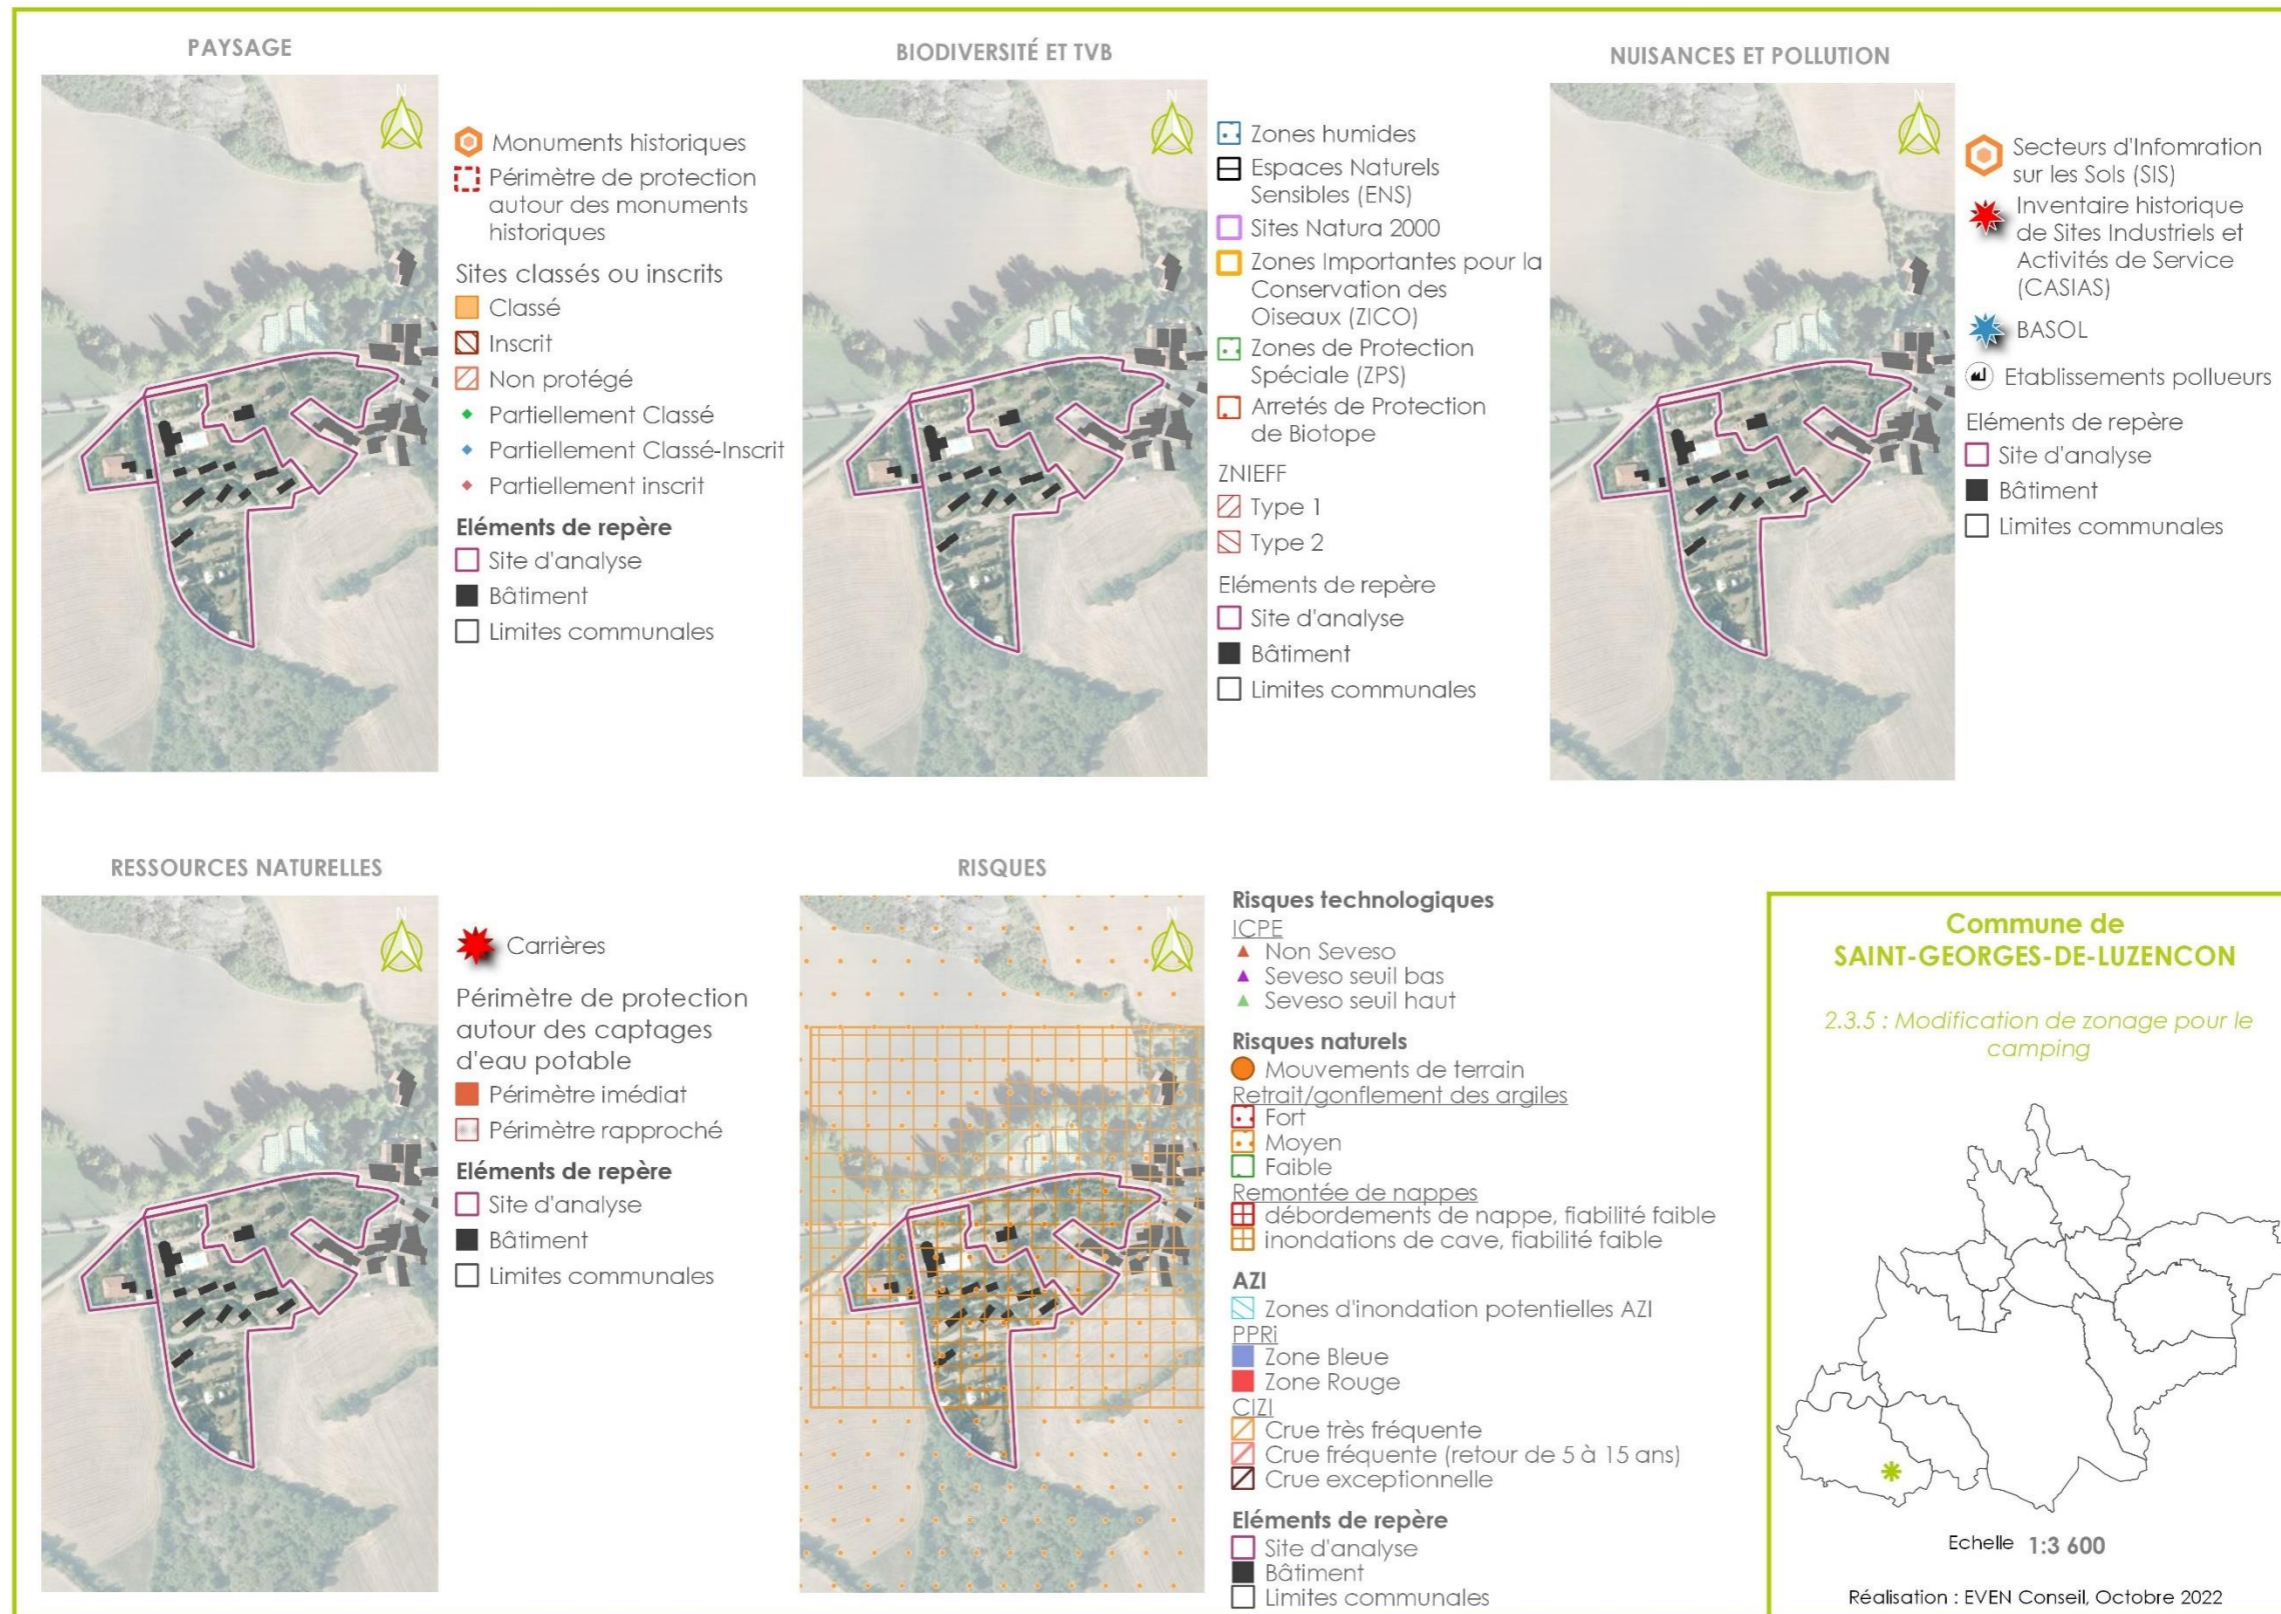 PAYSAGE
N
Monuments historiques
Périmètre de protection
autour des monuments
historiques
Sites classés ou inscrits
Classé
Inscrit
Non protégé
Partiellement Classé
Partiellement Classé-Inscrit
Partiellement inscrit
Eléments de repère
Site d'analyse
Bâtiment
Limites communales
BIODIVERSITÉ ET TVB
N
Zones humides
Espaces Naturels
Sensibles (ENS)
Sites Natura 2000
Zones Importantes pour la
Conservation des
Oiseaux (ZICO)
Zones de Protection
Spéciale (ZPS)
Arretés de Protection
de Biotope
ZNIEFF
Type 1
Type 2
Eléments de repère
Site d'analyse
Bâtiment
Limites communales
NUISANCES ET POLLUTION
N
Secteurs d'Infomration
sur les Sols (SIS)
Inventaire historique
de Sites Industriels et
Activités de Service
(CASIAS)
BASOL
Etablissements pollueurs
Eléments de repère
Site d'analyse
Bâtiment
Limites communales
RESSOURCES NATURELLES
N
Carrières
Périmètre de protection
autour des captages
d'eau potable
Périmètre imédiat
Périmètre rapproché
Eléments de repère
Site d'analyse
Bâtiment
Limites communales
RISQUES
N
Risques technologiques
ICPE
Non Seveso
Seveso seuil bas
Seveso seuil haut
Risques naturels
Mouvements de terrain
Retrait/gonflement des argiles
Fort
Moyen
Faible
Remontée de nappes
débordements de nappe, fiabilité faible
inondations de cave, fiabilité faible
AZI
Zones d'inondation potentielles AZI
PPRi
Zone Bleue
Zone Rouge
CIZI
Crue très fréquente
Crue fréquente (retour de 5 à 15 ans)
Crue exceptionnelle
Eléments de repère
Site d'analyse
Bâtiment
Limites communales
Commune de
SAINT-GEORGES-DE-LUZENCON
2.3.5 : Modification de zonage pour le
camping
Echelle 1:3 600
Réalisation : EVEN Conseil, Octobre 2022